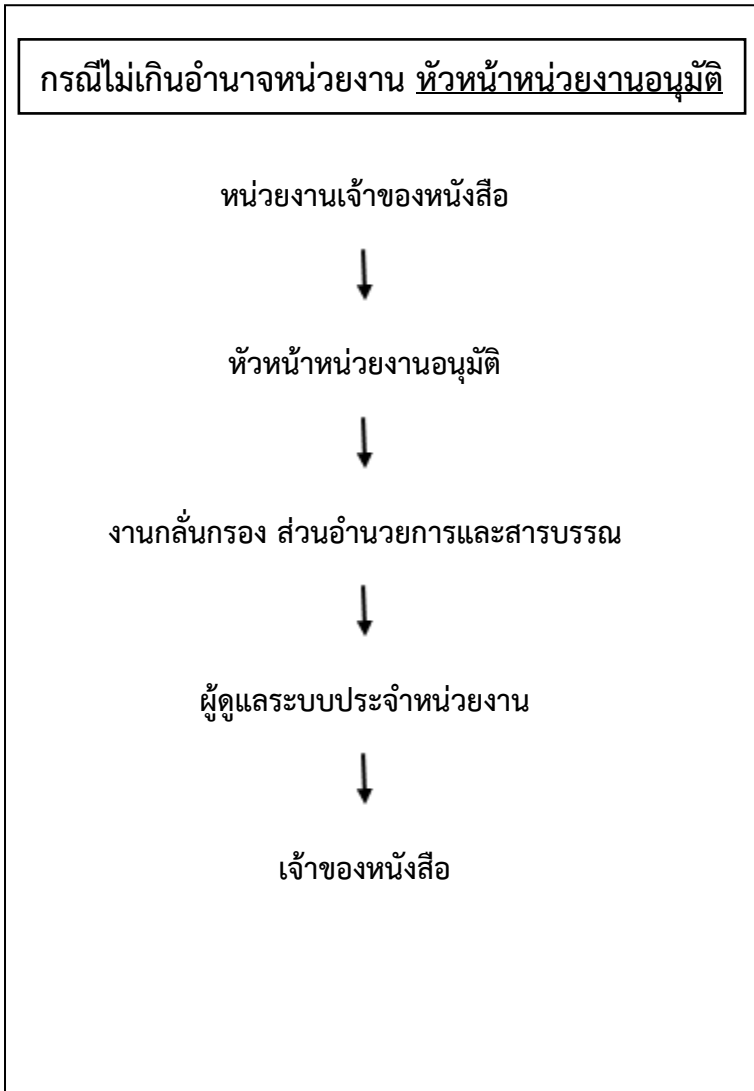 กรณีไม่เกินอำนาจหน่วยงาน หัวหน้าหน่วยงานอนุมัติ
หน่วยงานเจ้าของหนังสือ
หัวหน้าหน่วยงานอนุมัติ
งานกลั่นกรอง ส่วนอำนวยการและสารบรรณ
ผู้ดูแลระบบประจำหน่วยงาน
เจ้าของหนังสือ